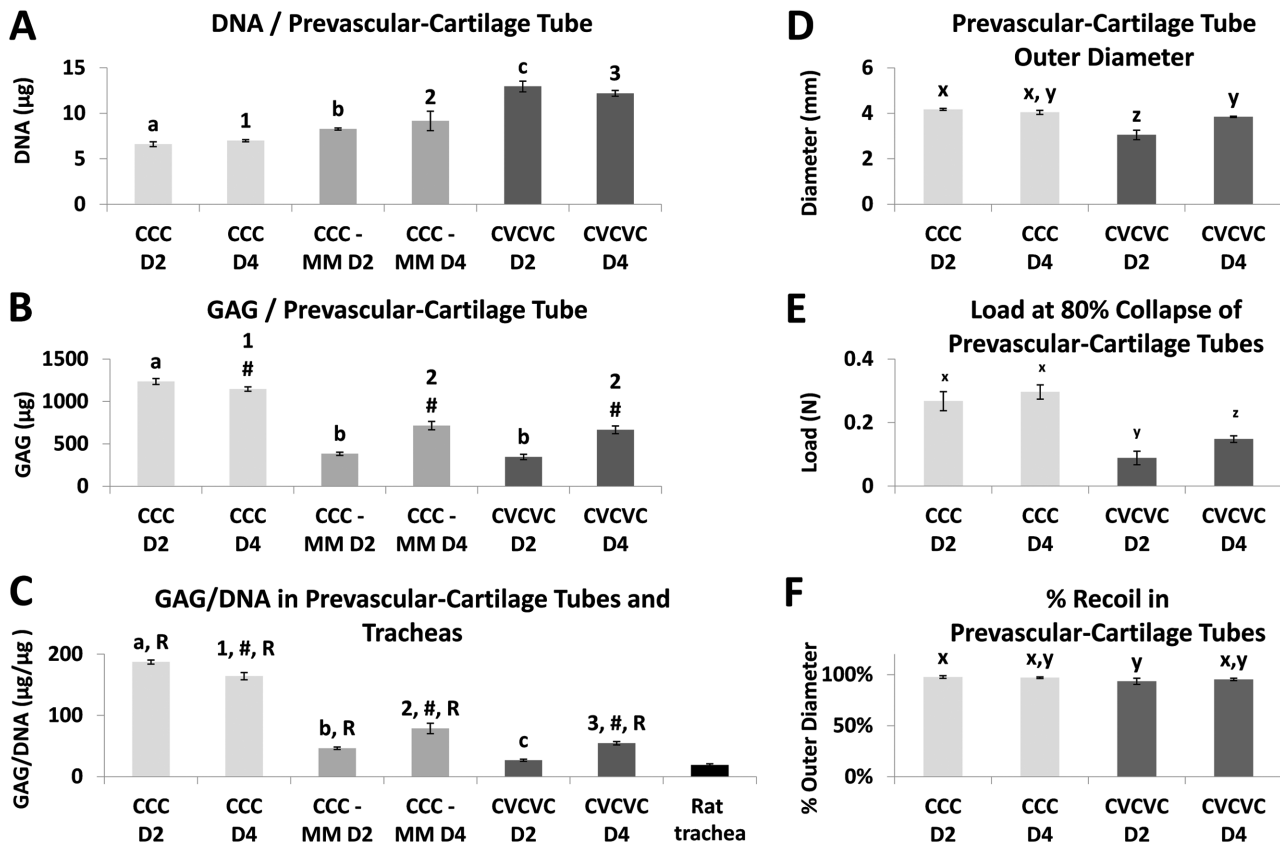 A
DNA / Prevascular-Cartilage Tube
DNA (µg)
15
10
5
0
a
1
b
2
c
3
CCC
D2
CCC
D4
CCC -
MM D2
CCC -
MM D4
CVCVC
D2
CVCVC
D4
B
GAG / Prevascular-Cartilage Tube
GAG (µg)
1500
1000
500
0
a
1
#
b
2
#
b
2
#
CCC
D2
CCC
D4
CCC -
MM D2
CCC -
MM D4
CVCVC
D2
CVCVC
D4
C
GAG/DNA in Prevascular-Cartilage Tubes and
Tracheas
GAG/DNA (µg/µg)
200
100
0
a, R
1, #, R
b, R
2, #, R
c
3, #, R
CCC
D2
CCC
D4
CCC -
MM D2
CCC -
MM D4
CVCVC
D2
CVCVC
D4
Rat
trachea
D
Prevascular-Cartilage Tube
Outer Diameter
Diameter (mm)
6
4
2
0
x
x, y
z
y
CCC
D2
CCC
D4
CVCVC
D2
CVCVC
D4
E
Load at 80% Collapse of
Prevascular-Cartilage Tubes
Load (N)
0.4
0.2
0
x
x
y
z
CCC
D2
CCC
D4
CVCVC
D2
CVCVC
D4
F
% Recoil in
Prevascular-Cartilage Tubes
% Outer Diameter
100%
50%
0%
x
x,y
y
x,y
CCC
D2
CCC
D4
CVCVC
D2
CVCVC
D4